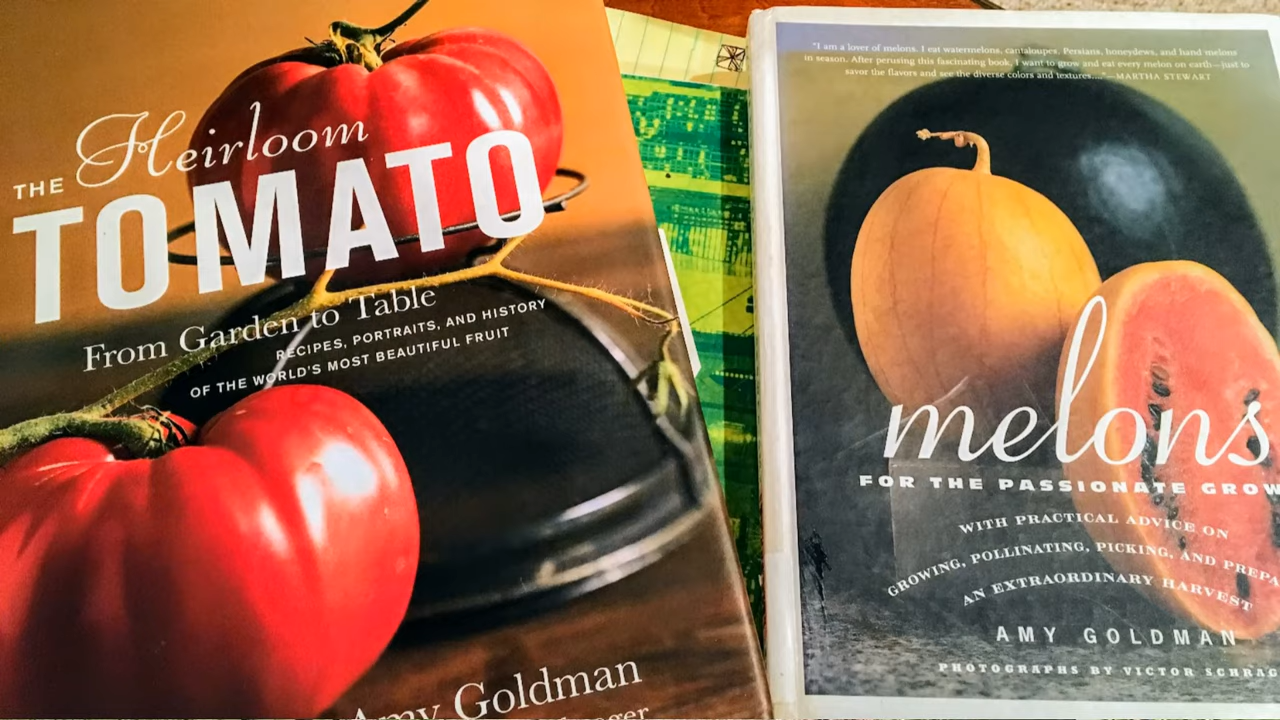 THE Heirloom
TOMATO
From Garden to Table
RECIPES, PORTRAITS, AND HISTORY
OF THE WORLD'S MOST BEAUTIFUL FRUIT
Amy Goldman
"I am a lover of melons. I eat watermelons, cantaloupes, Persians, honeydews, and hand melons
in season. After perusing this fascinating book, I want to grow and eat every melon on earth—just to
savor the flavors and see the diverse colors and textures...."—MARTHA STEWART
melons
FOR THE PASSIONATE GROW
WITH PRACTICAL ADVICE ON
GROWING, POLLINATING, PICKING, AND PREPA
AN EXTRAORDINARY HARVEST
AMY GOLDMAN
PHOTOGRAPHS BY VICTOR SCHRAG